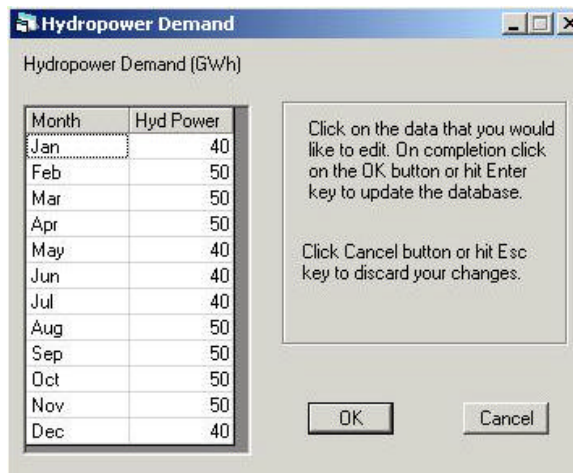 Hydropower Demand
Hydropower Demand (GWh)
Month Hyd Power
Jan 40
Feb 50
Mar 50
Apr 50
May 40
Jun 40
Jul 40
Aug 50
Sep 50
Oct 50
Nov 50
Dec 40
Click on the data that you would
like to edit. On completion click
on the OK button or hit Enter
key to update the database.
Click Cancel button or hit Esc
key to discard your changes.
OK Cancel